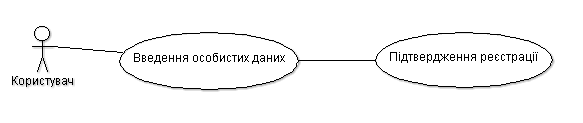 Введення особистих даних
Підтвердження реєстрації
Користувач